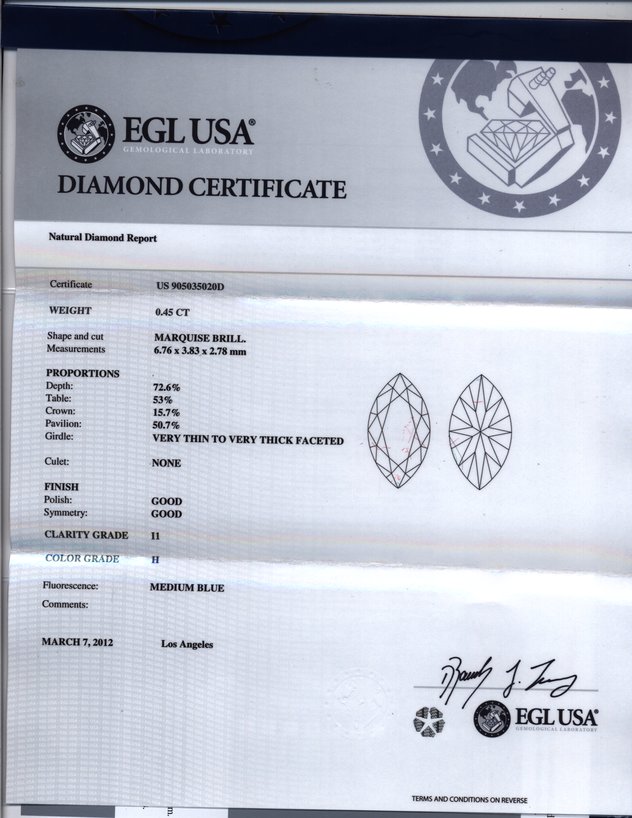 EGL USA®
GEMOLOGICAL LABORATORY
DIAMOND CERTIFICATE
Natural Diamond Report
Certificate US 905035020D
WEIGHT 0.45 CT
Shape and cut MARQUISE BRILL.
Measurements 6.76 x 3.83 x 2.78 mm
PROPORTIONS
Depth: 72.6%
Table: 53%
Crown: 15.7%
Pavilion: 50.7%
Girdle: VERY THIN TO VERY THICK FACETED
Culet: NONE
FINISH
Polish: GOOD
Symmetry: GOOD
CLARITY GRADE I1
COLOR GRADE H
Fluorescence: MEDIUM BLUE
Comments:
MARCH 7, 2012 Los Angeles
EGL USA®
GEMOLOGICAL LABORATORY
TERMS AND CONDITIONS ON REVERSE